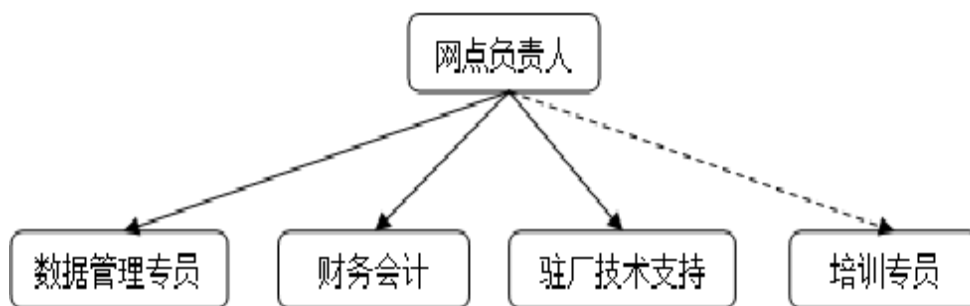 网点负责人
数据管理专员
财务会计
驻厂技术支持
培训专员